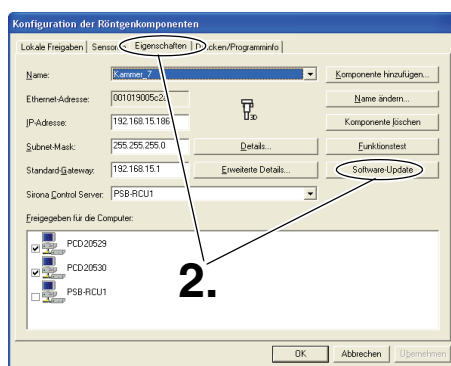 Konfiguration der Röntgenkomponenten
Lokale Freigaben Eigenschaften
Name: Kammer_7 Komponente hinzufügen...
Ethernet-Adresse: Name ändern...
IP-Adresse: 192.168.15.186 3D Komponente löschen
Subnet-Mask: 255.255.255.0 Details... Funktionstest
Standard-Gateway: 192.168.15.1 Erweiterte Details... Software-Update
Sirona Control Server: PSB-RCU1
Freigegeben für die Computer:
PCD20529
PCD20530
PSB-RCU1
2.
OK Abbrechen Übernehmen